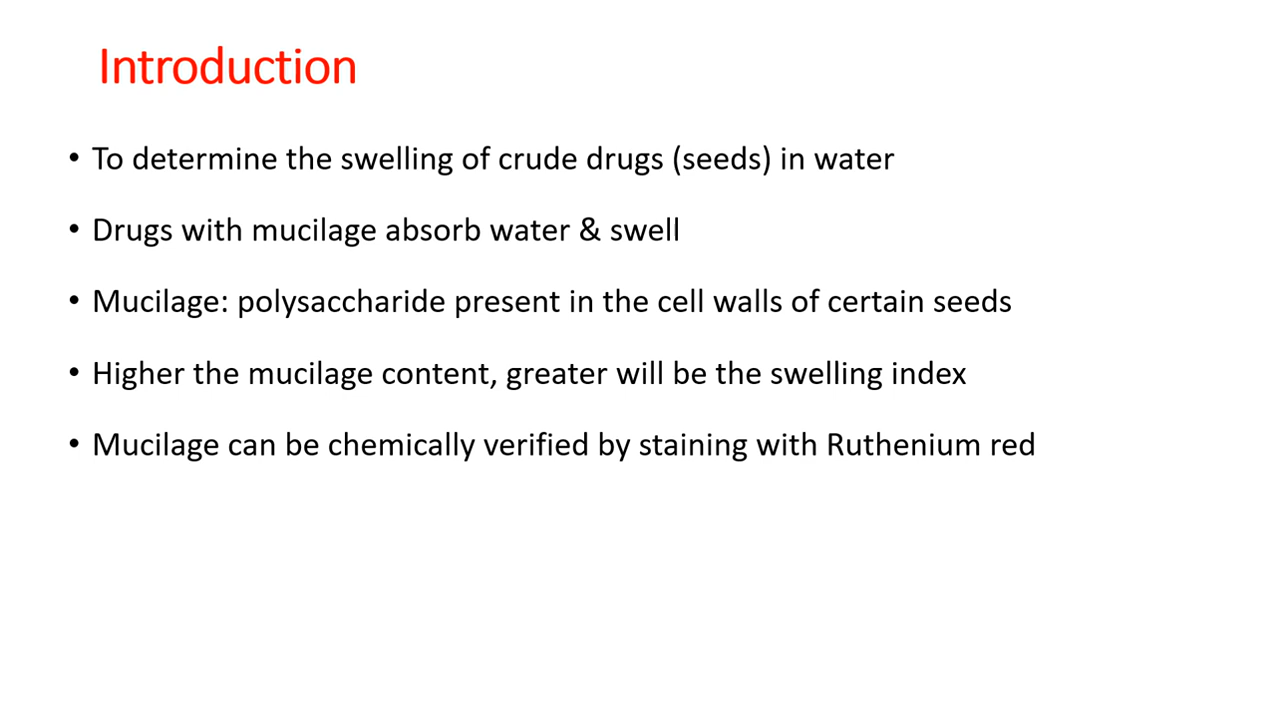 Introduction
• To determine the swelling of crude drugs (seeds) in water
• Drugs with mucilage absorb water & swell
• Mucilage: polysaccharide present in the cell walls of certain seeds
• Higher the mucilage content, greater will be the swelling index
• Mucilage can be chemically verified by staining with Ruthenium red